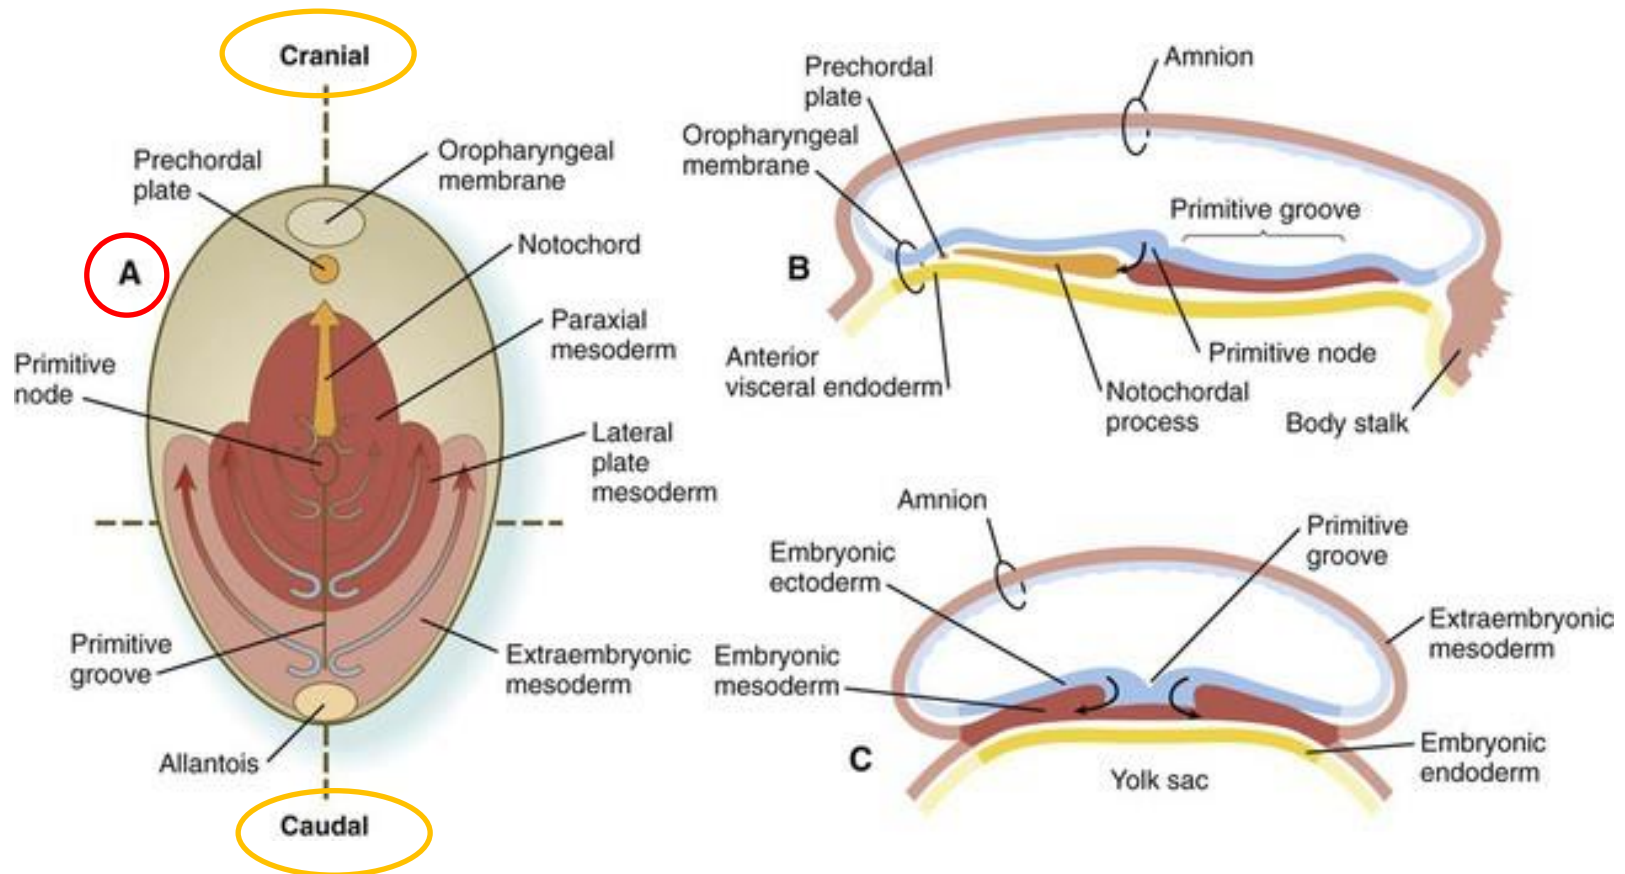 Cranial
Prechordal
plate
Oropharyngeal
membrane
Notochord
A
Paraxial
mesoderm
Primitive
node
Lateral
plate
mesoderm
Primitive
groove
Extraembryonic
mesoderm
Allantois
Caudal
Prechordal
plate
Amnion
Oropharyngeal
membrane
Primitive groove
B
Anterior
visceral endoderm
Primitive node
Notochordal
process
Body stalk
Amnion
Primitive
groove
Embryonic
ectoderm
Extraembryonic
mesoderm
Embryonic
mesoderm
C
Embryonic
endoderm
Yolk sac